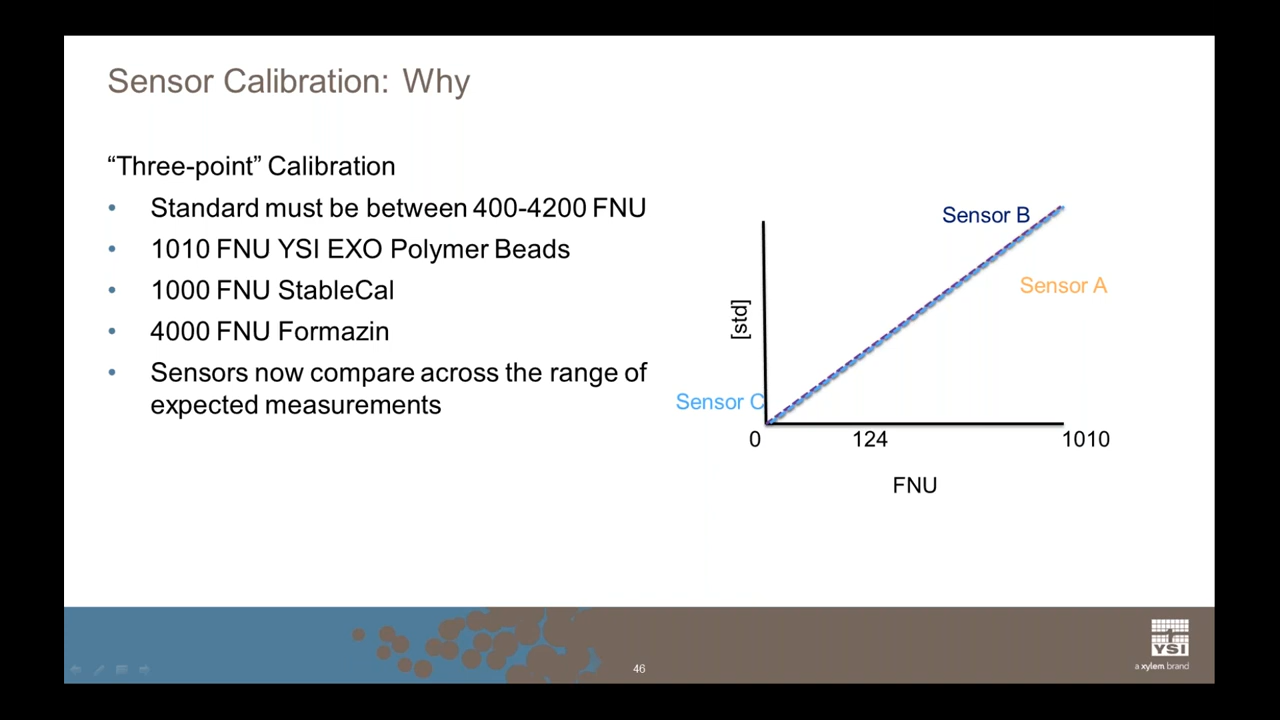 Sensor Calibration: Why
“Three-point” Calibration
• Standard must be between 400-4200 FNU
• 1010 FNU YSI EXO Polymer Beads
• 1000 FNU StableCal
• 4000 FNU Formazin
• Sensors now compare across the range of
expected measurements
Sensor B
Sensor A
[std]
Sensor C
0 124 1010
FNU
46
YSI
a xylem brand